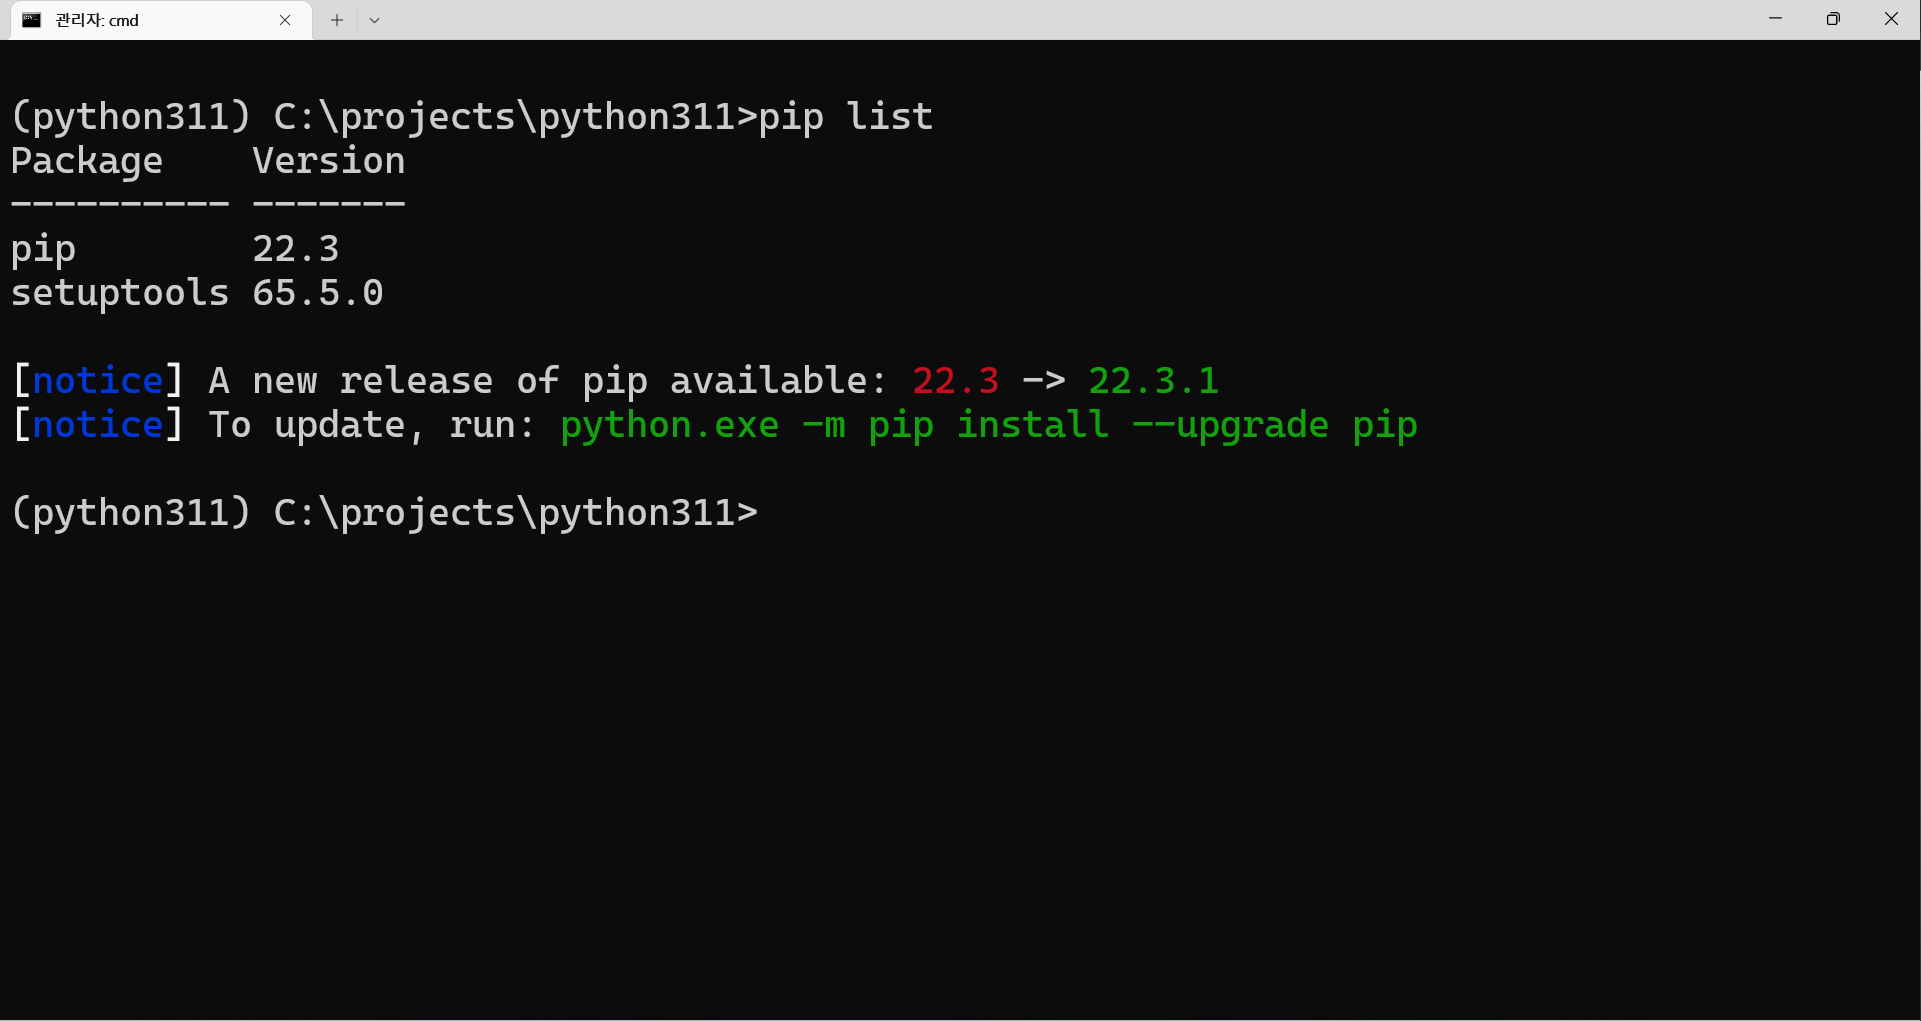 관리자: cmd
(python311) C:\projects\python311>pip list
Package    Version
---------- -------
pip        22.3
setuptools 65.5.0
[notice] A new release of pip available: 22.3 -> 22.3.1
[notice] To update, run: python.exe -m pip install --upgrade pip
(python311) C:\projects\python311>